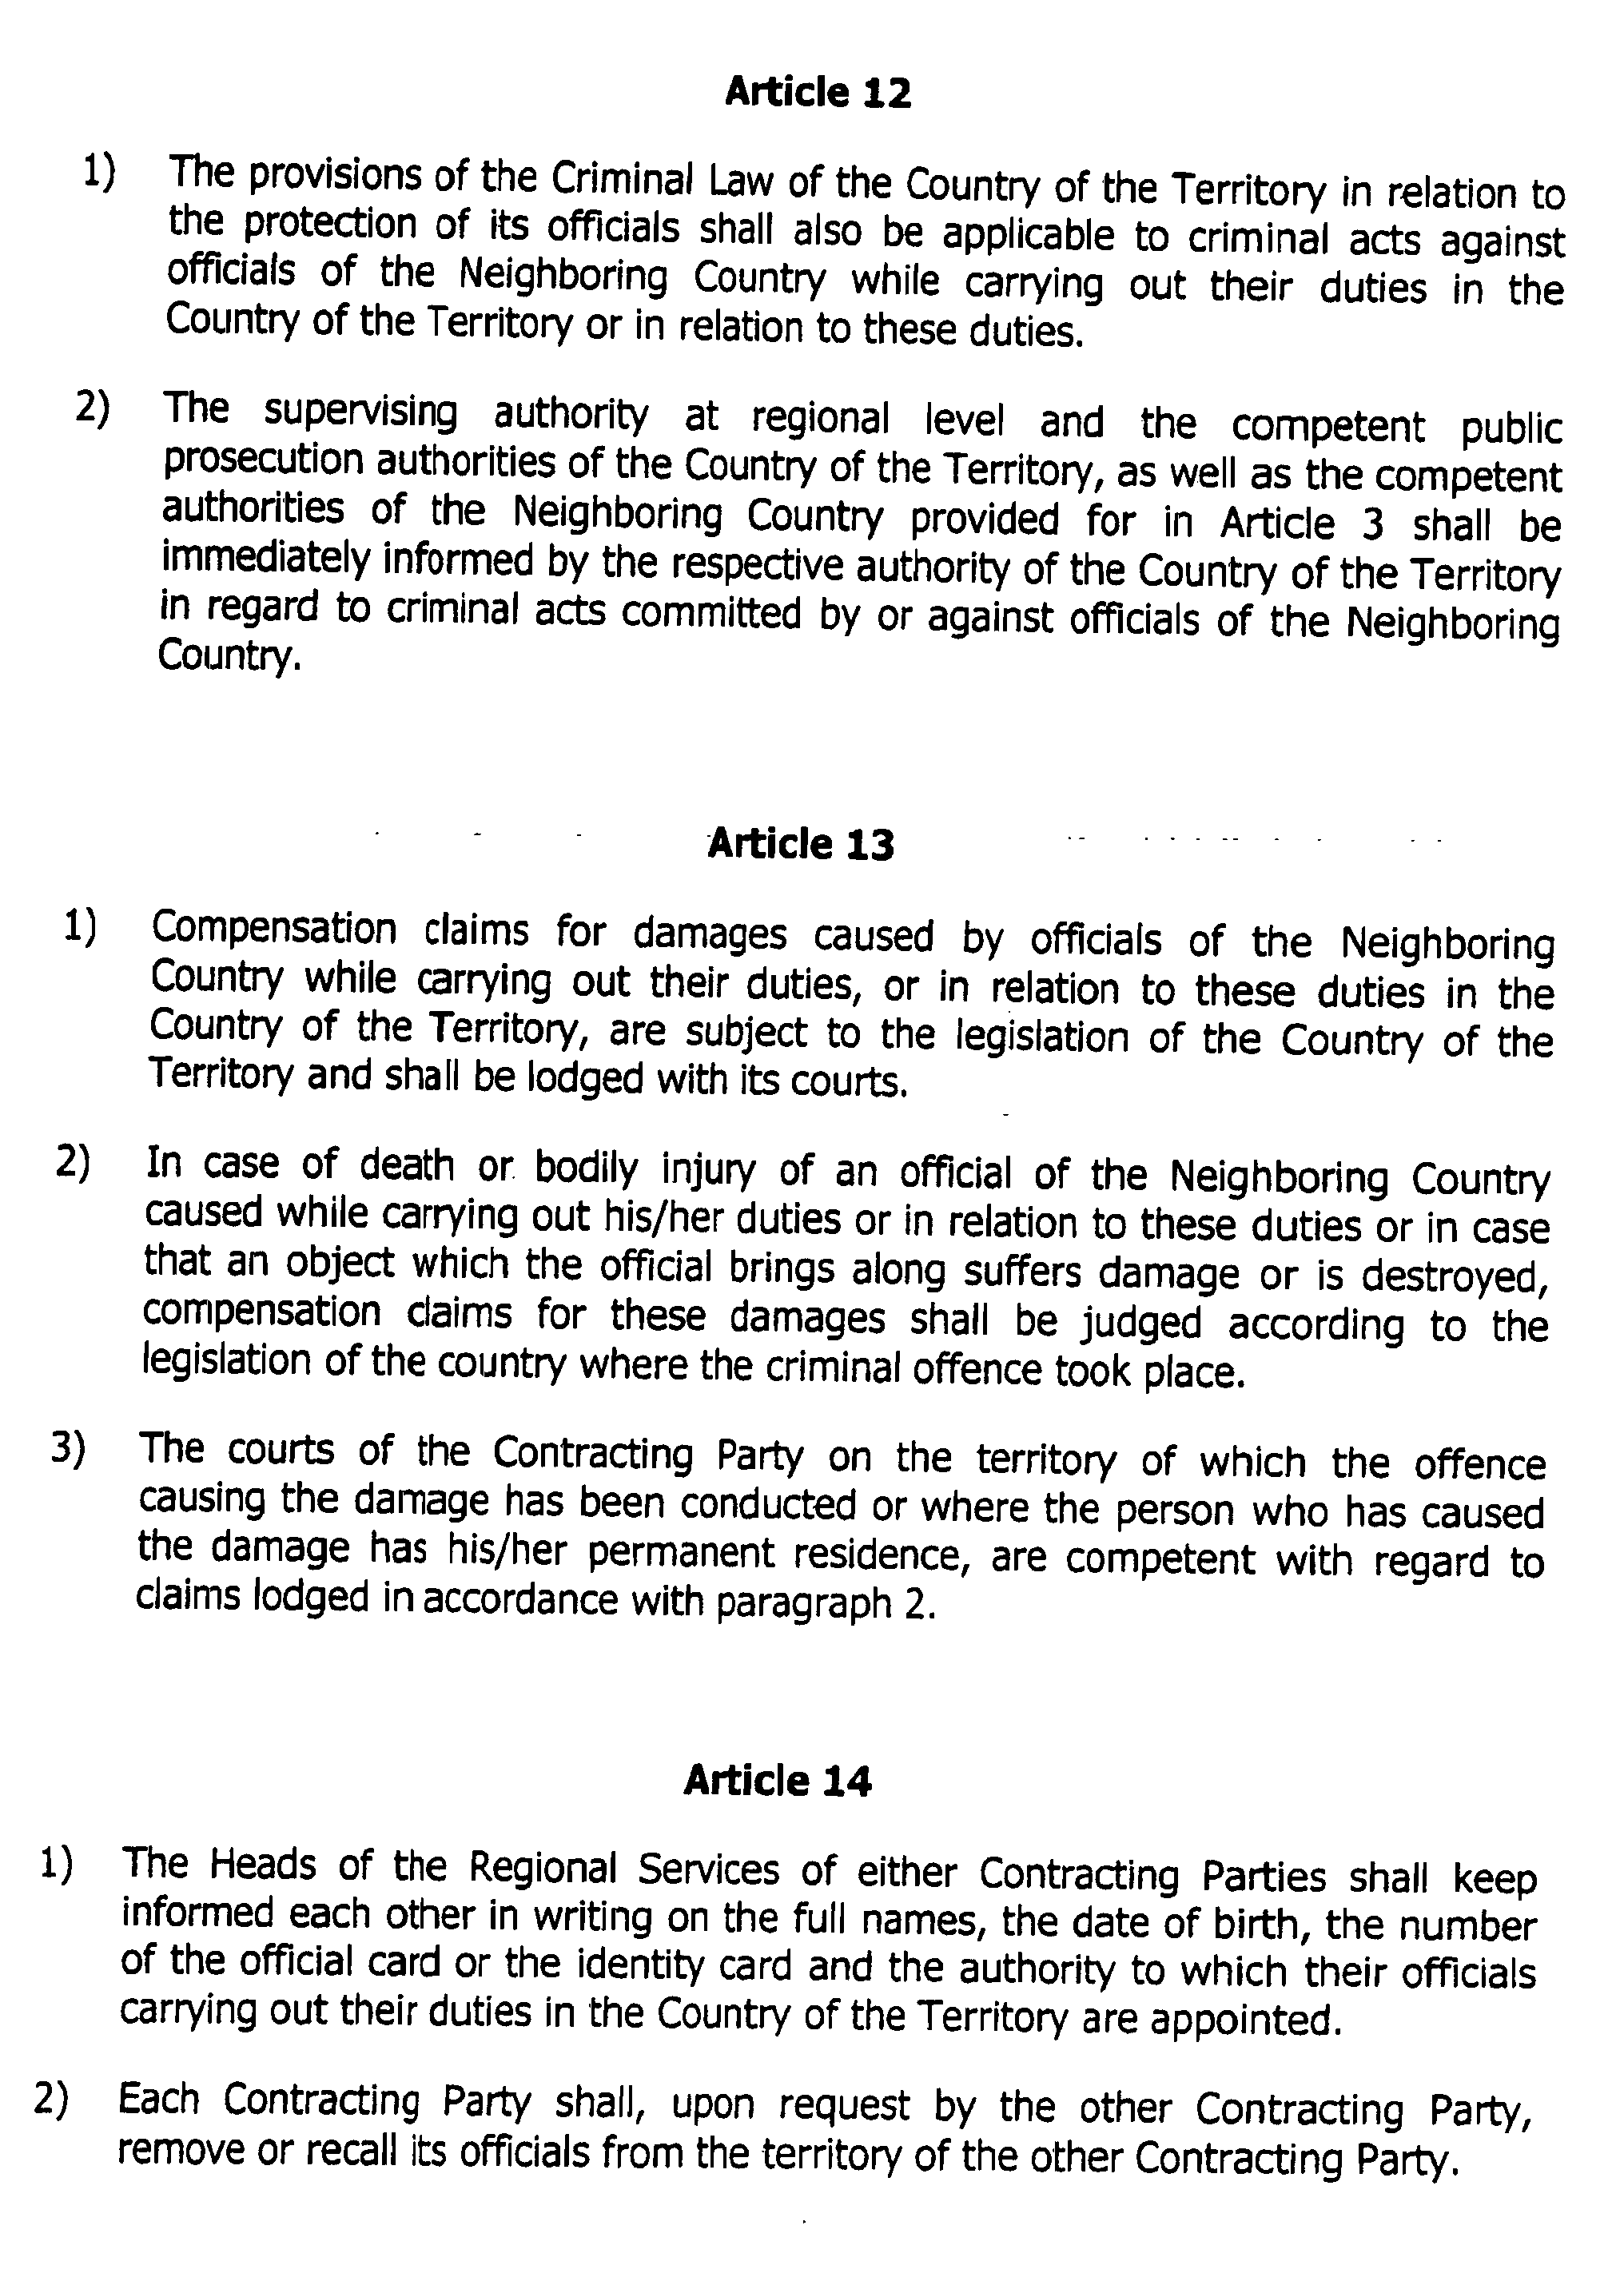 Article 12
1) The provisions of the Criminal Law of the Country of the Territory in relation to
the protection of its officials shall also be applicable to criminal acts against
officials of the Neighboring Country while carrying out their duties in the
Country of the Territory or in relation to these duties.
2) The supervising authority at regional level and the competent public
prosecution authorities of the Country of the Territory, as well as the competent
authorities of the Neighboring Country provided for in Article 3 shall be
immediately informed by the respective authority of the Country of the Territory
in regard to criminal acts committed by or against officials of the Neighboring
Country.
Article 13
1) Compensation claims for damages caused by officials of the Neighboring
Country while carrying out their duties, or in relation to these duties in the
Country of the Territory, are subject to the legislation of the Country of the
Territory and shall be lodged with its courts.
2) In case of death or bodily injury of an official of the Neighboring Country
caused while carrying out his/her duties or in relation to these duties or in case
that an object which the official brings along suffers damage or is destroyed,
compensation claims for these damages shall be judged according to the
legislation of the country where the criminal offence took place.
3) The courts of the Contracting Party on the territory of which the offence
causing the damage has been conducted or where the person who has caused
the damage has his/her permanent residence, are competent with regard to
claims lodged in accordance with paragraph 2.
Article 14
1) The Heads of the Regional Services of either Contracting Parties shall keep
informed each other in writing on the full names, the date of birth, the number
of the official card or the identity card and the authority to which their officials
carrying out their duties in the Country of the Territory are appointed.
2) Each Contracting Party shall, upon request by the other Contracting Party,
remove or recall its officials from the territory of the other Contracting Party.